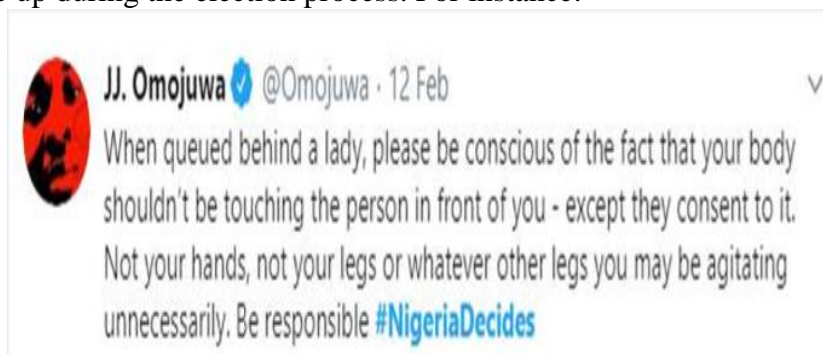 e up during the election process. For instance:
JJ. Omojuwa @Omojuwa · 12 Feb
When queued behind a lady, please be conscious of the fact that your body
shouldn't be touching the person in front of you - except they consent to it.
Not your hands, not your legs or whatever other legs you may be agitating
unnecessarily. Be responsible #NigeriaDecides